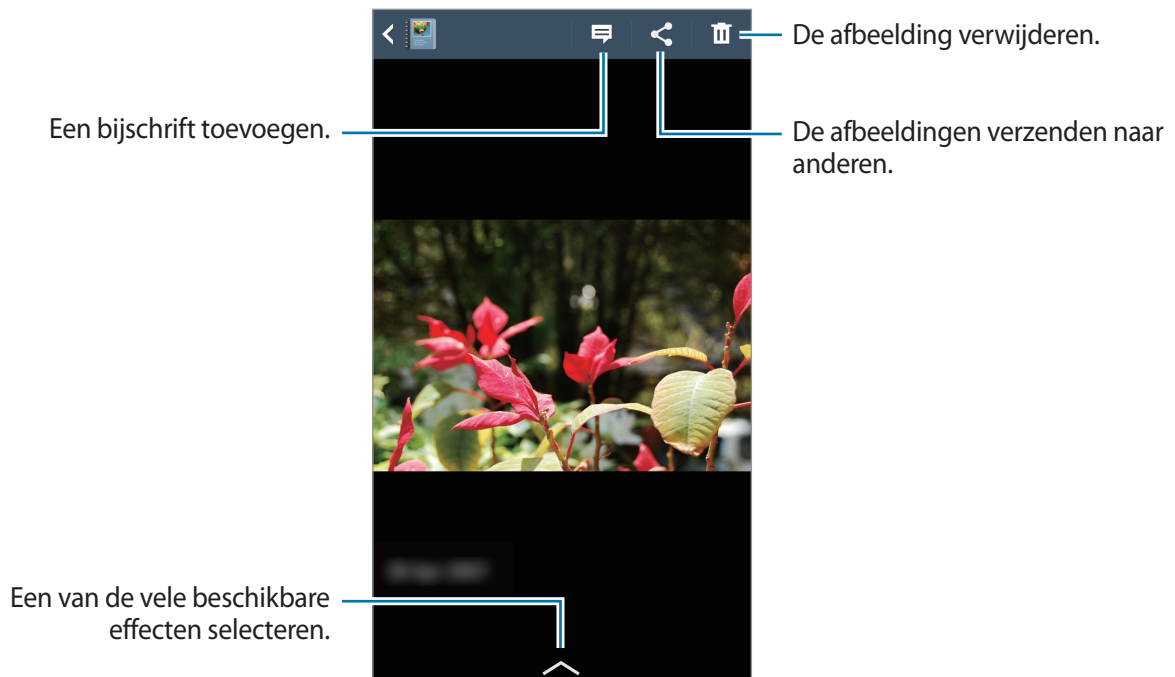 De afbeelding verwijderen.
Een bijschrift toevoegen.
De afbeeldingen verzenden naar
anderen.
Een van de vele beschikbare
effecten selecteren.